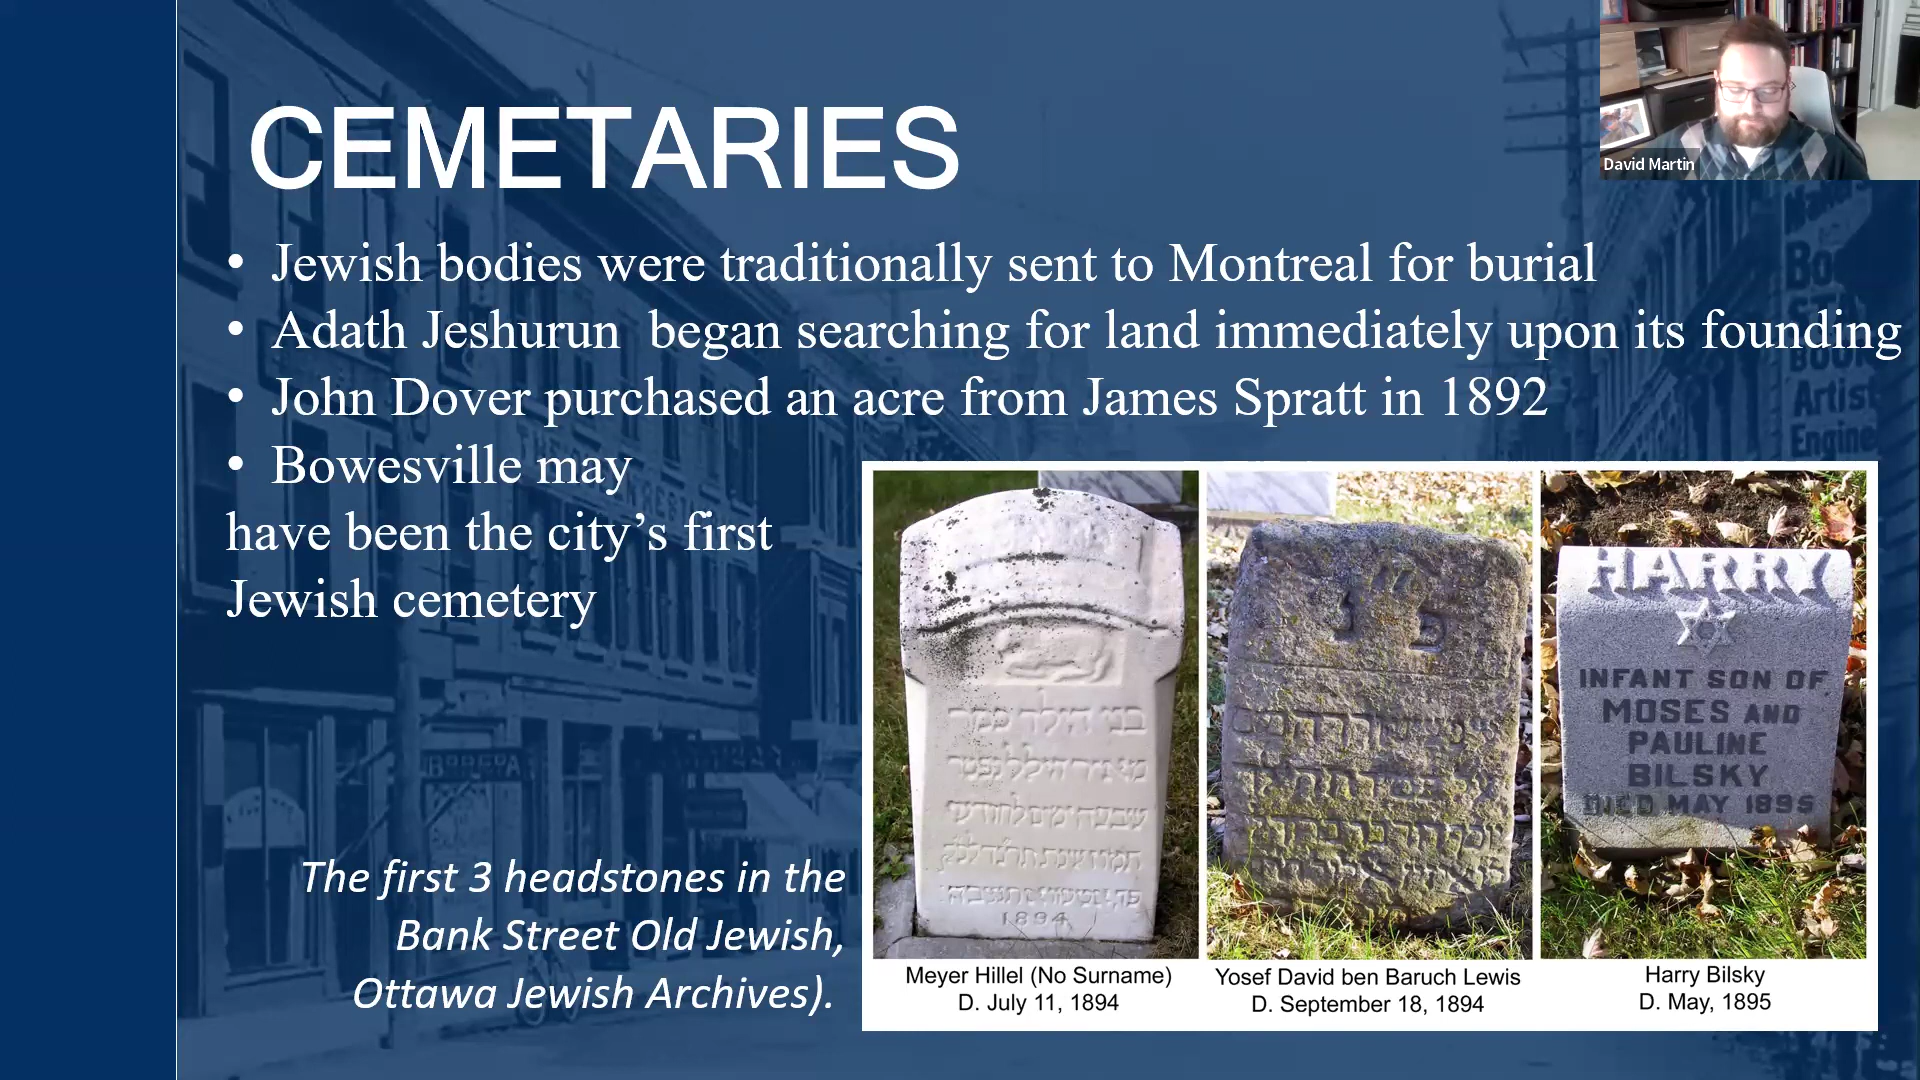 CEMETARIES
David Martin
• Jewish bodies were traditionally sent to Montreal for burial
• Adath Jeshurun began searching for land immediately upon its founding
• John Dover purchased an acre from James Spratt in 1892
• Bowesville may
have been the city’s first
Jewish cemetery
The first 3 headstones in the
Bank Street Old Jewish,
Ottawa Jewish Archives).
1894
פ נ
HARRY
INFANT SON OF
MOSES AND
PAULINE
BILSKY
DIED MAY 1895
Meyer Hillel (No Surname)
D. July 11, 1894
Yosef David ben Baruch Lewis
D. September 18, 1894
Harry Bilsky
D. May, 1895
Artist